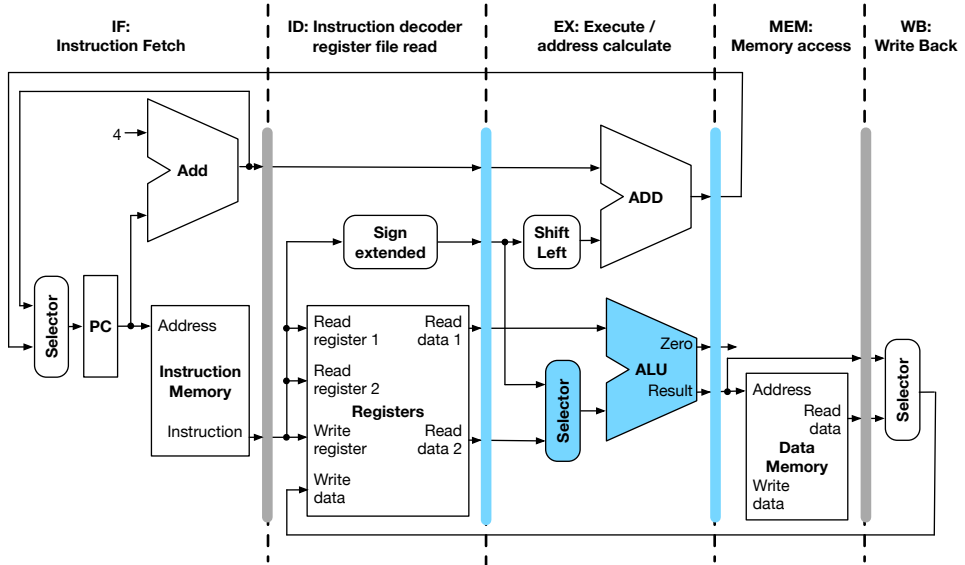 IF:
Instruction Fetch
ID: Instruction decoder
register file read
EX: Execute /
address calculate
MEM:
Memory access
WB:
Write Back
4
Add
ADD
Sign
extended
Shift
Left
Selector
PC
Address
Instruction
Memory
Instruction
Read
register 1
Read
data 1
Read
register 2
Registers
Write
register
Read
data 2
Write
data
Selector
Zero
ALU
Result
Address
Read
data
Data
Memory
Write
data
Selector